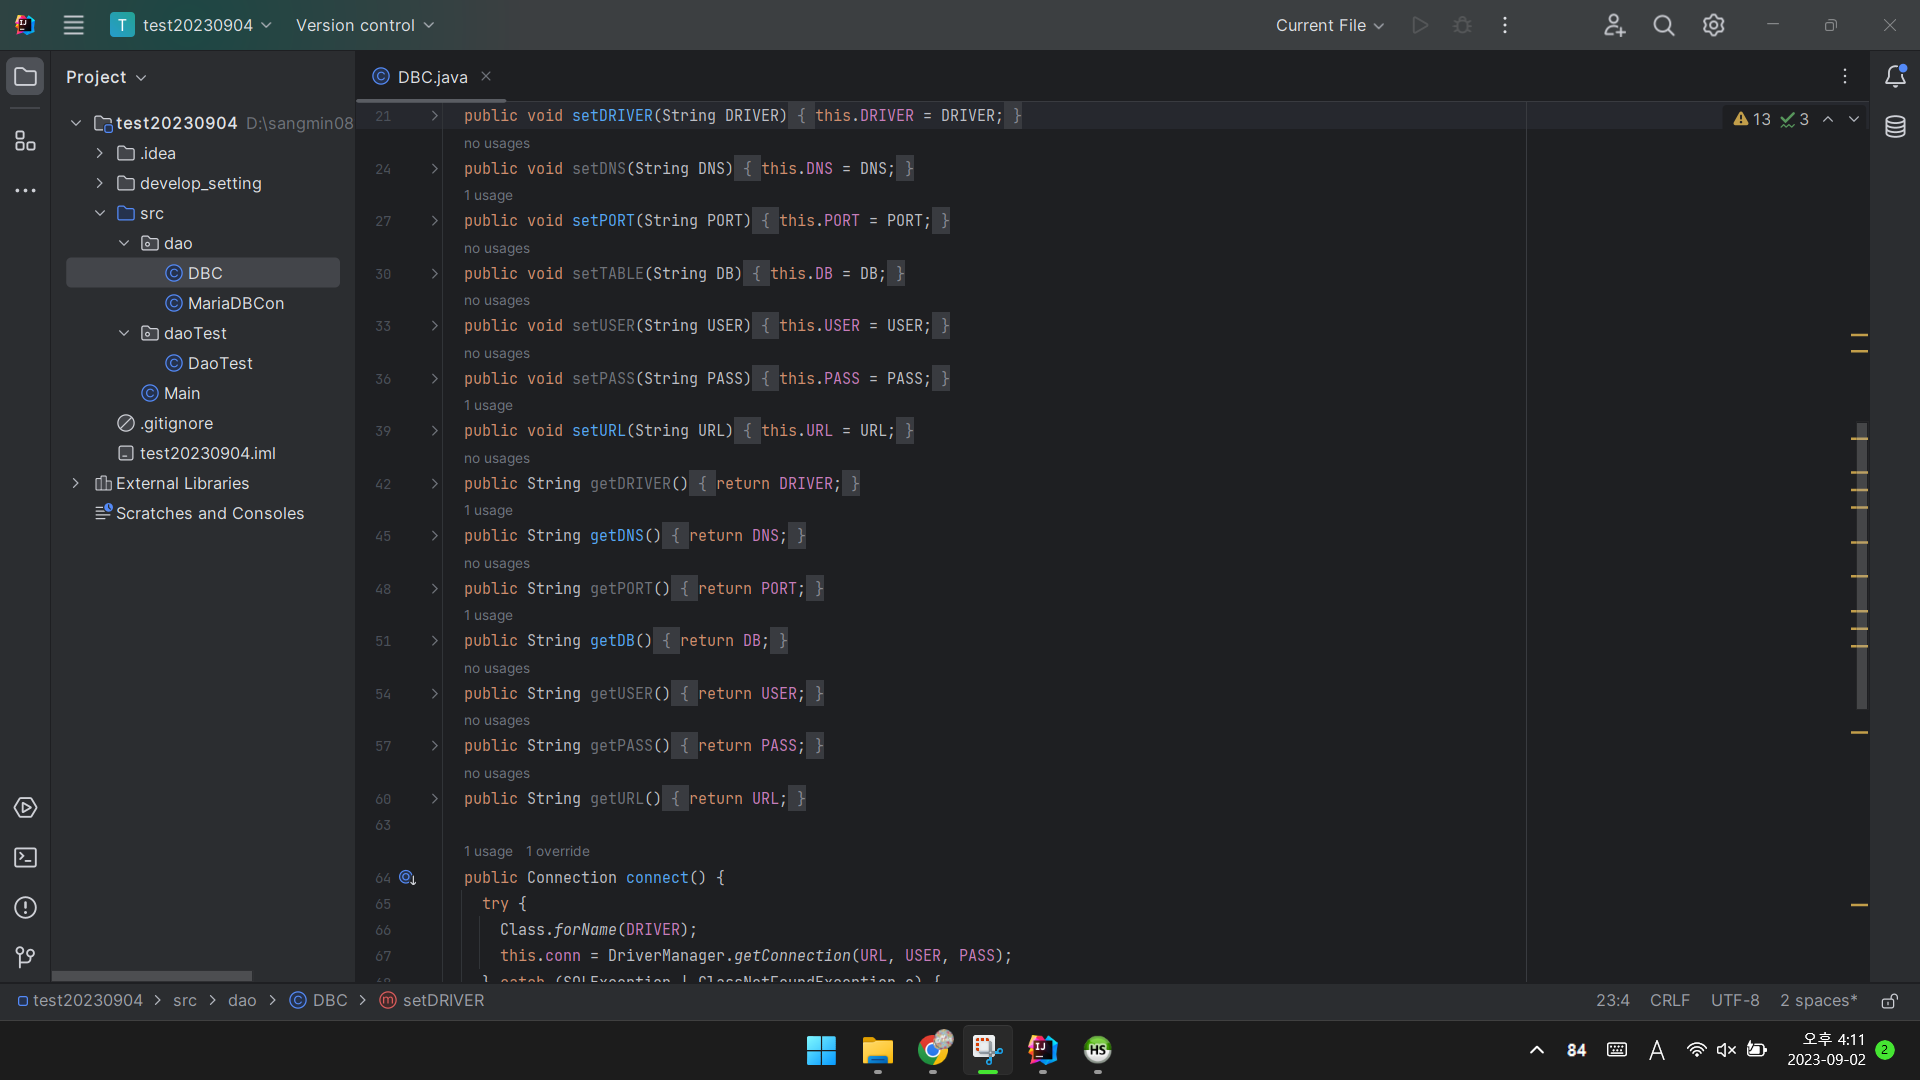 T test20230904 Version control Current File
Project
DBC.java
test20230904 D:\sangmin08
.idea
develop_setting
src
dao
DBC
MariaDBCon
daoTest
DaoTest
Main
.gitignore
test20230904.iml
External Libraries
Scratches and Consoles
13 3
21 public void setDRIVER(String DRIVER) { this.DRIVER = DRIVER; }
no usages
24 public void setDNS(String DNS) { this.DNS = DNS; }
1 usage
27 public void setPORT(String PORT) { this.PORT = PORT; }
no usages
30 public void setTABLE(String DB) { this.DB = DB; }
no usages
33 public void setUSER(String USER) { this.USER = USER; }
no usages
36 public void setPASS(String PASS) { this.PASS = PASS; }
1 usage
39 public void setURL(String URL) { this.URL = URL; }
no usages
42 public String getDRIVER() { return DRIVER; }
1 usage
45 public String getDNS() { return DNS; }
no usages
48 public String getPORT() { return PORT; }
1 usage
51 public String getDB() { return DB; }
no usages
54 public String getUSER() { return USER; }
no usages
57 public String getPASS() { return PASS; }
no usages
60 public String getURL() { return URL; }
63
1 usage 1 override
64 public Connection connect() {
65 try {
66 Class.forName(DRIVER);
67 this.conn = DriverManager.getConnection(URL, USER, PASS);
68 } catch (SQLException | ClassNotFoundException e) {
test20230904 > src > dao > DBC > setDRIVER
23:4 CRLF UTF-8 2 spaces*
HS
84 A 오후 4:11
2023-09-02 2